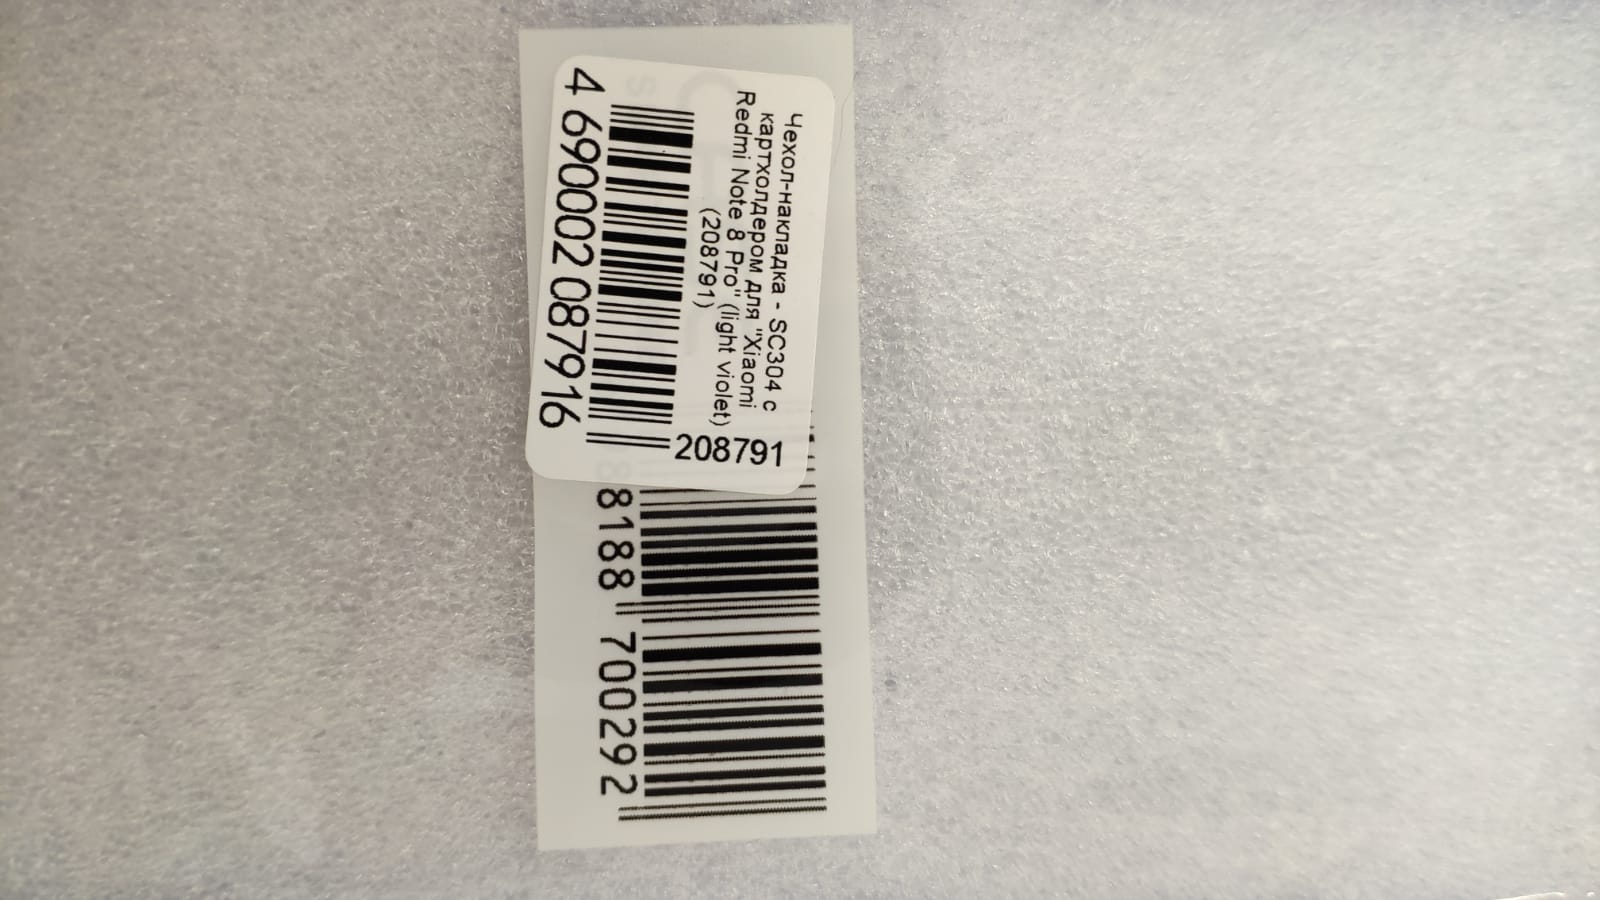 Чехол-накладка - SC304 с
картхолдером для "Xiaomi
Redmi Note 8 Pro" (light violet)
(208791)
208791
4 690002 087916
8188 700292